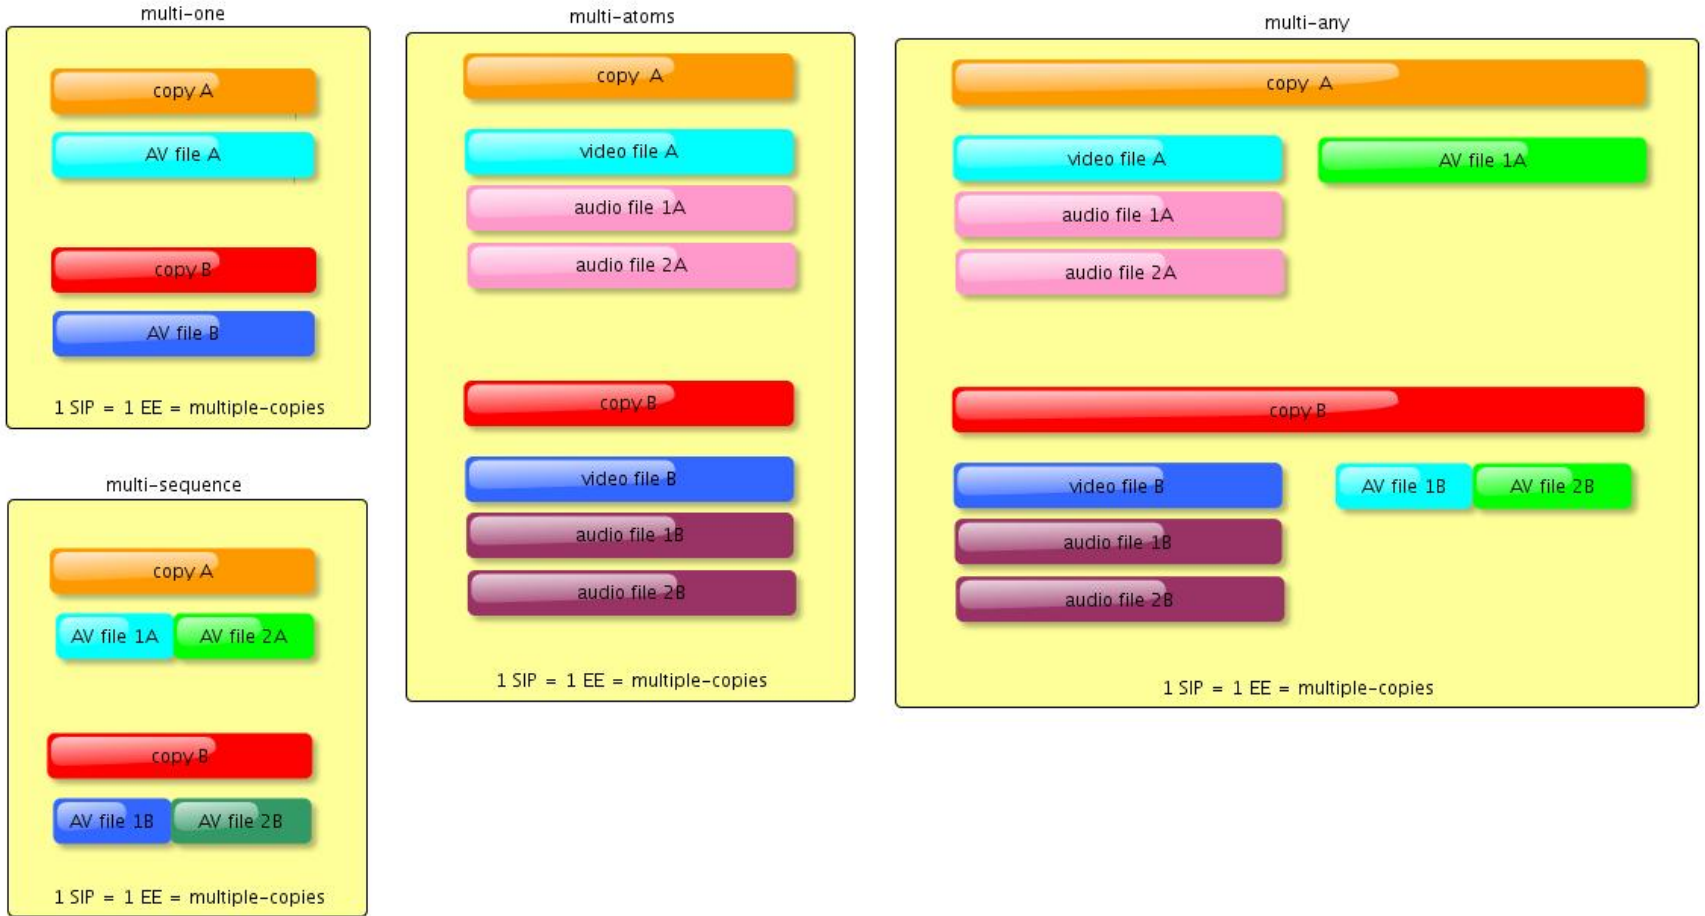 multi-one
copy A
AV file A
copy B
AV file B
1 SIP = 1 EE = multiple-copies
multi-sequence
copy A
AV file 1A AV file 2A
copy B
AV file 1B AV file 2B
1 SIP = 1 EE = multiple-copies
multi-atoms
copy A
video file A
audio file 1A
audio file 2A
copy B
video file B
audio file 1B
audio file 2B
1 SIP = 1 EE = multiple-copies
multi-any
copy A
video file A AV file 1A
audio file 1A
audio file 2A
copy B
video file B AV file 1B AV file 2B
audio file 1B
audio file 2B
1 SIP = 1 EE = multiple-copies